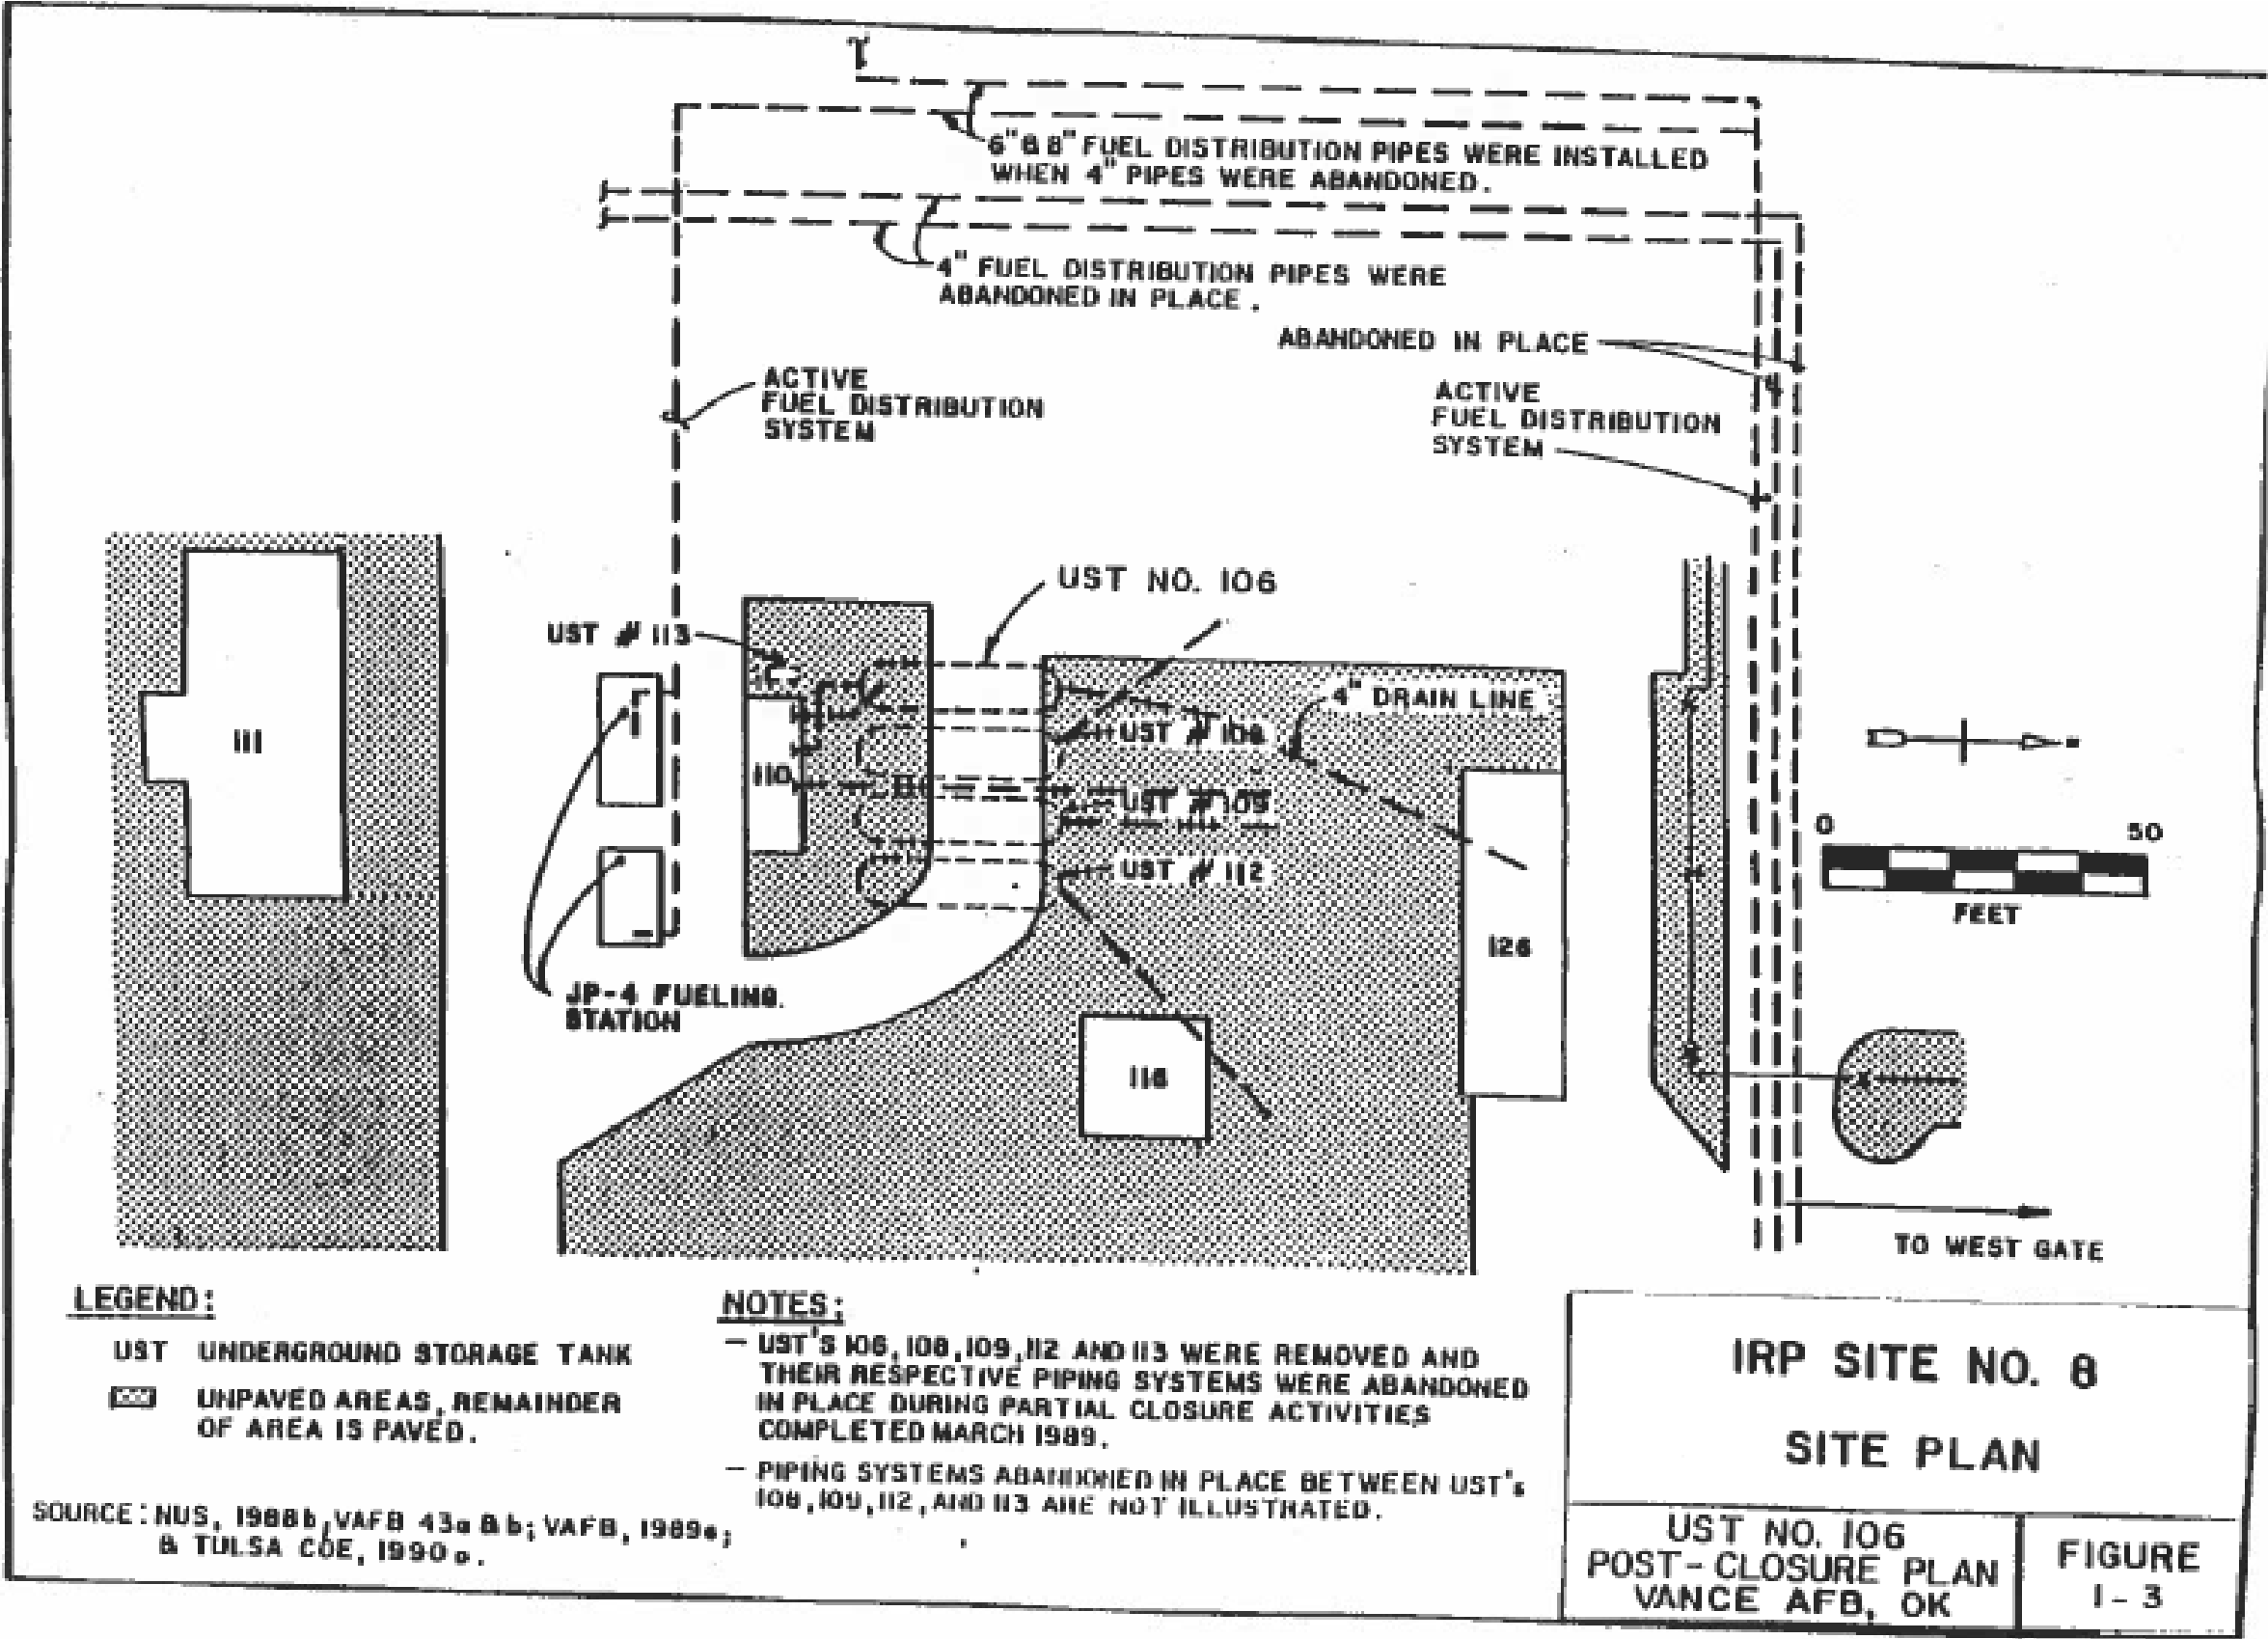 6" & 8" FUEL DISTRIBUTION PIPES WERE INSTALLED
WHEN 4" PIPES WERE ABANDONED.
4" FUEL DISTRIBUTION PIPES WERE
ABANDONED IN PLACE.
ABANDONED IN PLACE
ACTIVE
FUEL DISTRIBUTION
SYSTEM
ACTIVE
FUEL DISTRIBUTION
SYSTEM
UST NO. 106
UST # 113
4" DRAIN LINE
UST # 108
111
110
UST # 109
UST # 112
0
50
FEET
126
JP-4 FUELING
STATION
116
TO WEST GATE
LEGEND:
UST UNDERGROUND STORAGE TANK
UNPAVED AREAS, REMAINDER
OF AREA IS PAVED.
SOURCE: NUS, 1988b, VAFB 43a & b; VAFB, 1989a;
& TULSA COE, 1990a.
NOTES:
— UST'S 106, 108, 109, 112 AND 113 WERE REMOVED AND
THEIR RESPECTIVE PIPING SYSTEMS WERE ABANDONED
IN PLACE DURING PARTIAL CLOSURE ACTIVITIES
COMPLETED MARCH 1989.
— PIPING SYSTEMS ABANDONED IN PLACE BETWEEN UST's
108, 109, 112, AND 113 ARE NOT ILLUSTRATED.
IRP SITE NO. 8
SITE PLAN
UST NO. 106
POST-CLOSURE PLAN
VANCE AFB, OK
FIGURE
1-3